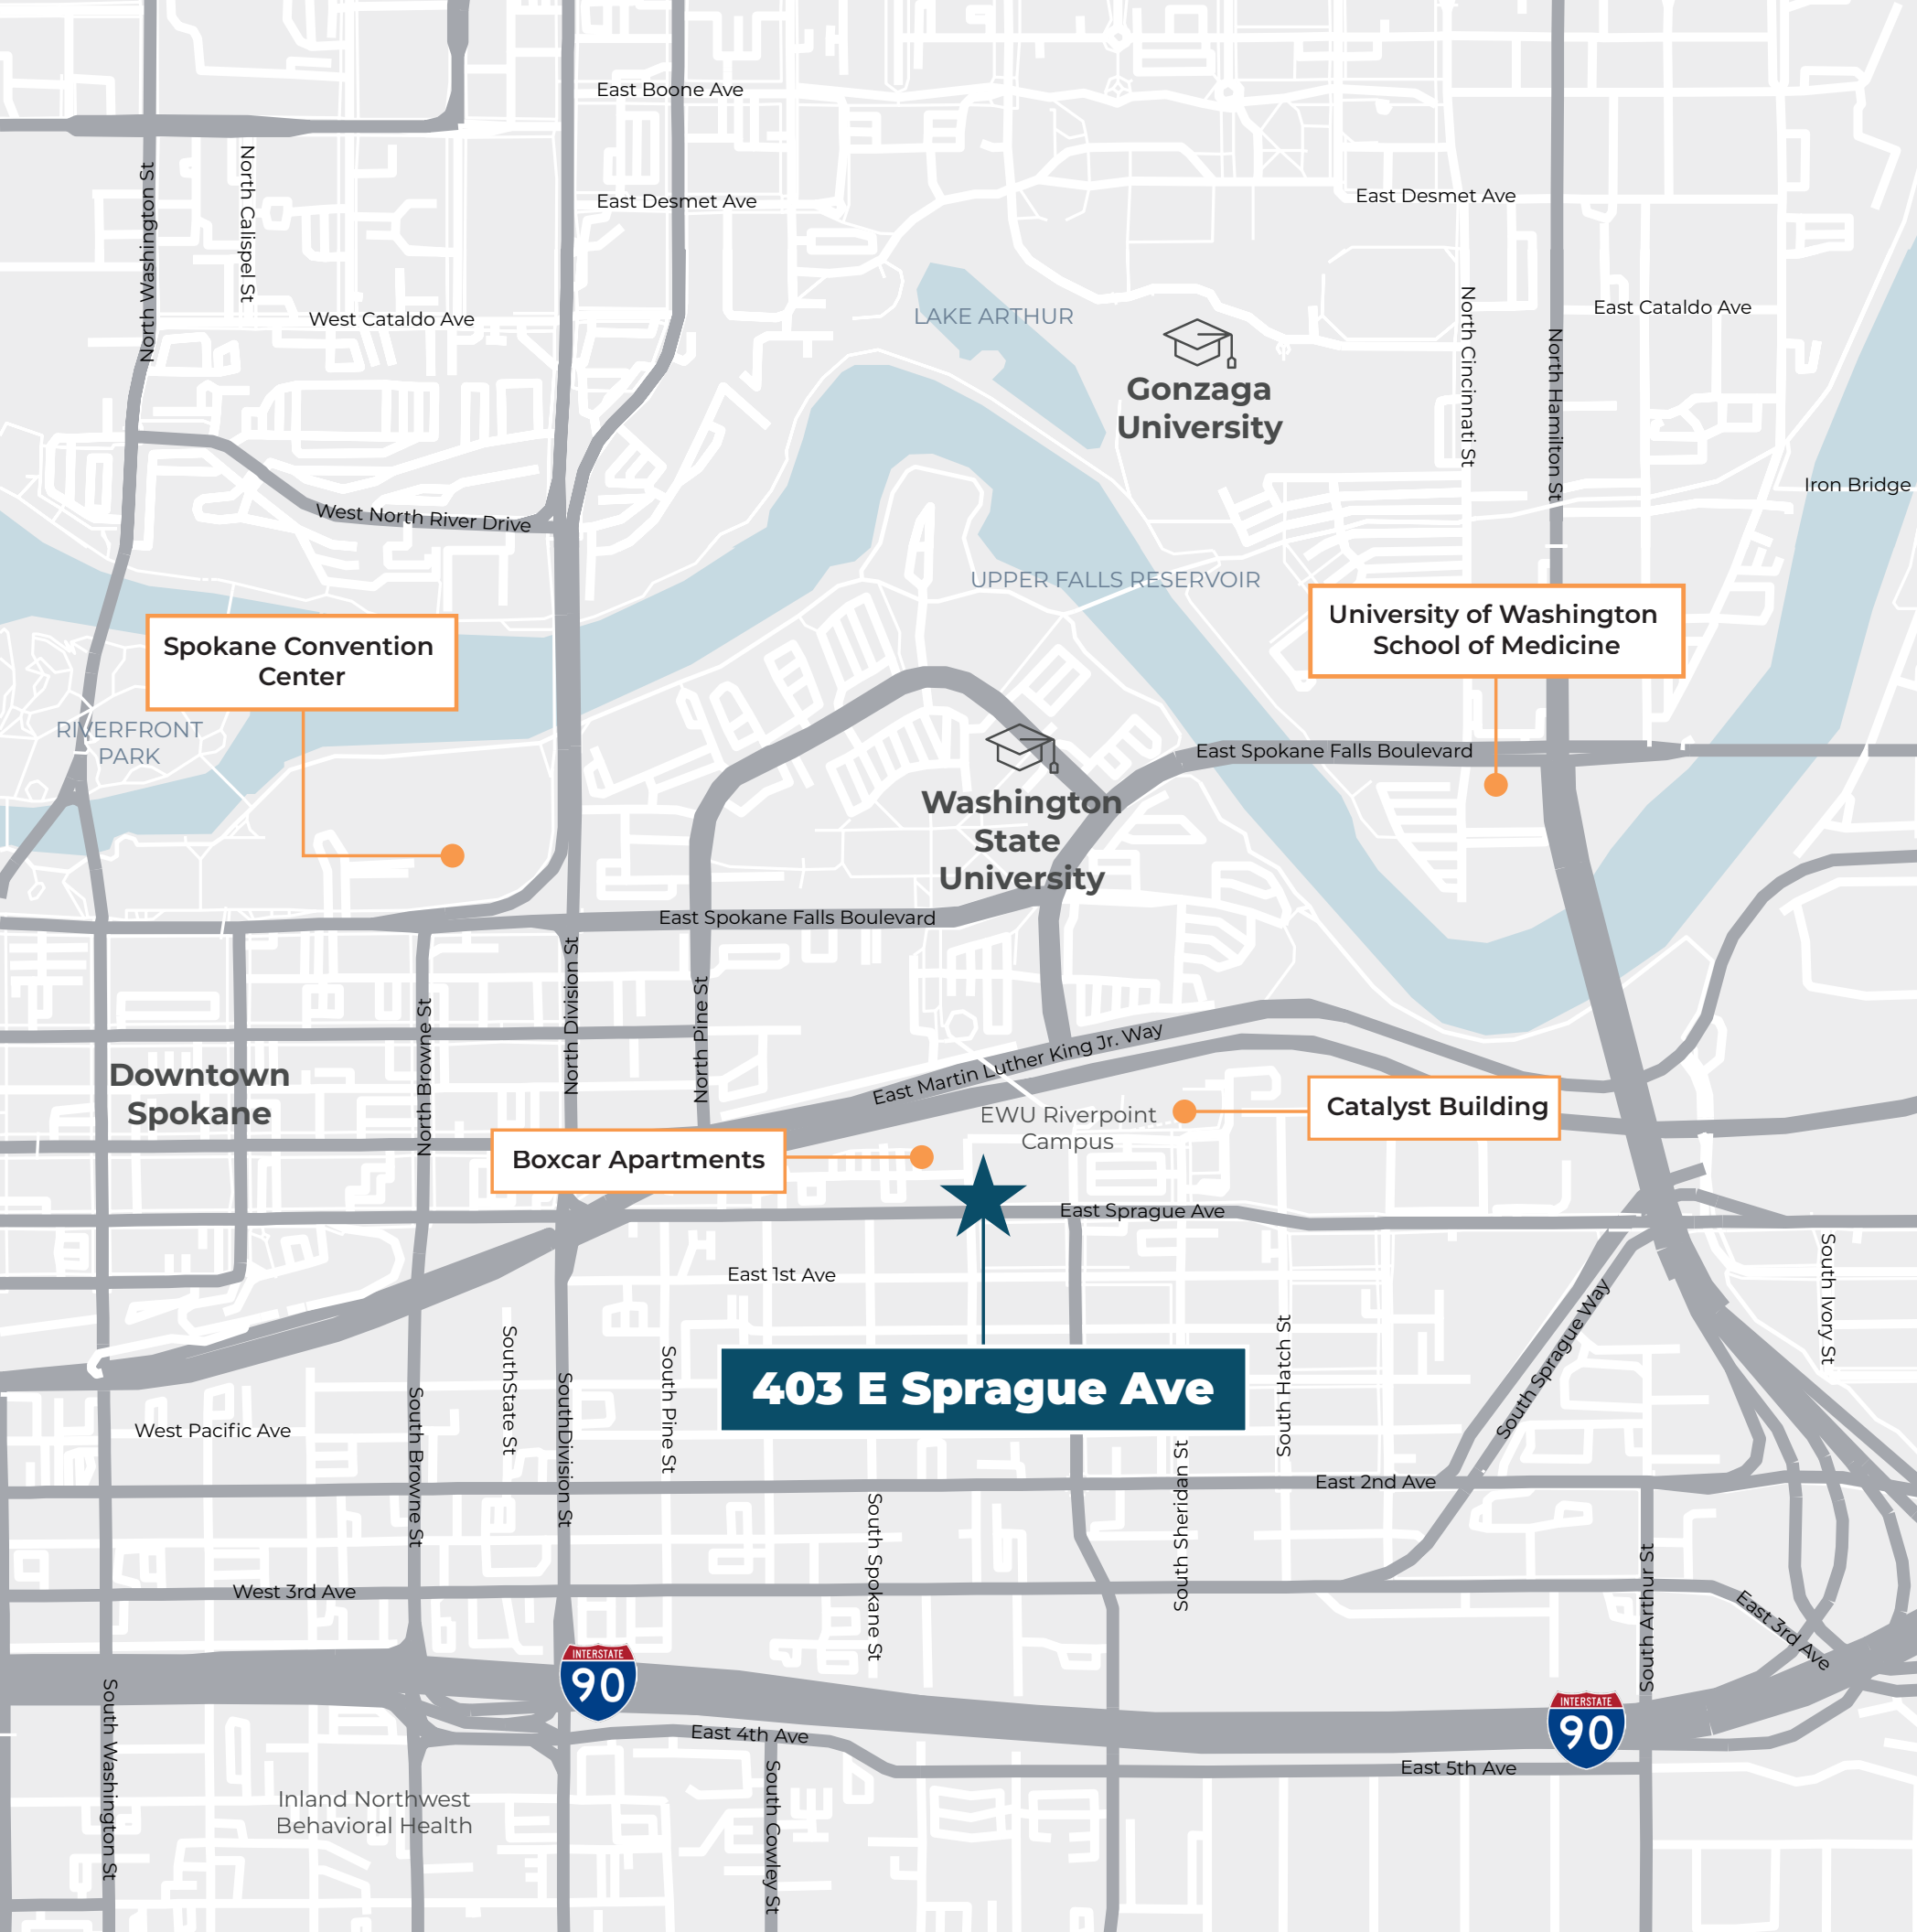 East Boone Ave
North Washington St
North Calispel St
East Desmet Ave
East Desmet Ave
West Cataldo Ave
LAKE ARTHUR
Gonzaga
University
North Cincinnati St
North Hamilton St
East Cataldo Ave
Iron Bridge
West North River Drive
UPPER FALLS RESERVOIR
University of Washington
School of Medicine
Spokane Convention
Center
RIVERFRONT
PARK
East Spokane Falls Boulevard
Washington
State
University
East Spokane Falls Boulevard
North Division St
North Pine St
North Browne St
East Martin Luther King Jr. Way
Downtown
Spokane
EWU Riverpoint
Campus
Catalyst Building
Boxcar Apartments
East Sprague Ave
East 1st Ave
South Ivory St
South Sprague Way
403 E Sprague Ave
SouthState St
South Pine St
South Hatch St
West Pacific Ave
South Browne St
SouthDivision St
South Sheridan St
East 2nd Ave
South Spokane St
South Arthur St
West 3rd Ave
East 3rd Ave
INTERSTATE
90
INTERSTATE
90
South Washington St
East 4th Ave
South Cowley St
East 5th Ave
Inland Northwest
Behavioral Health